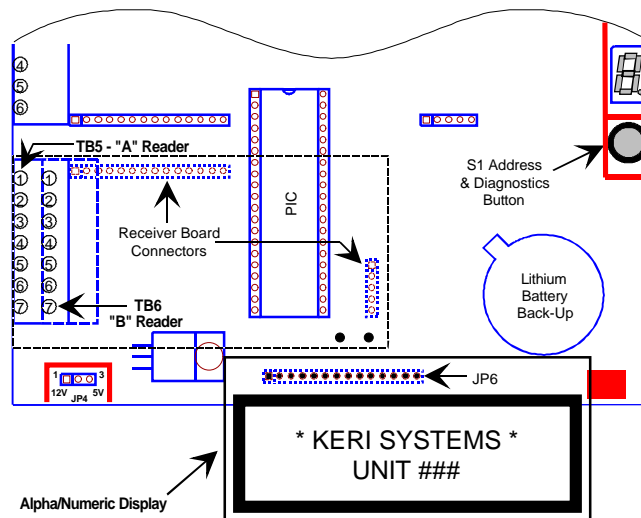 4
5
6
TB5 - "A" Reader
1 1
2 2
3 3
4 4
5 5
6 6
7 7
Receiver Board
Connectors
TB6
"B" Reader
PIC
S1 Address
& Diagnostics
Button
Lithium
Battery
Back-Up
1 3
12V 5V
JP4
JP6
* KERI SYSTEMS *
UNIT ###
Alpha/Numeric Display